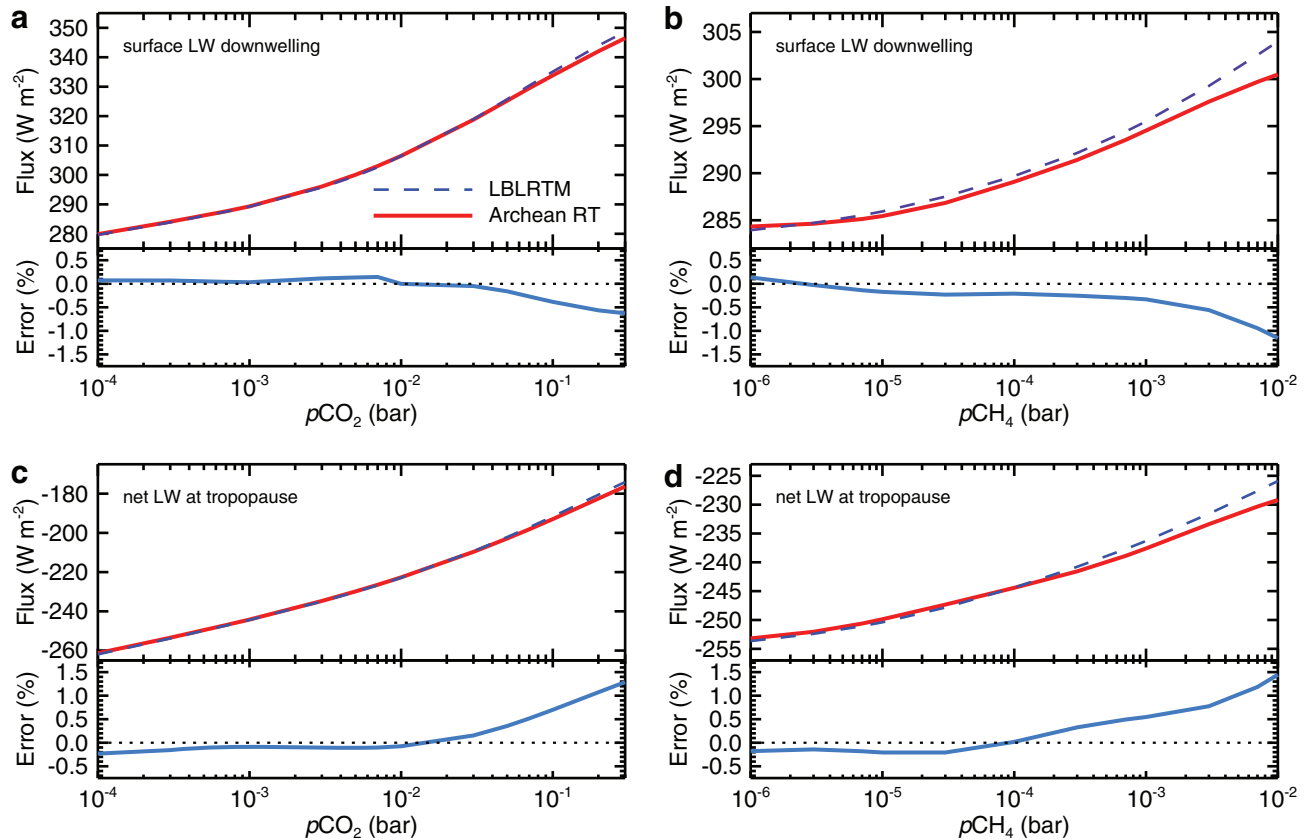 a
surface LW downwelling
Flux (W m-2)
350
340
330
320
310
300
290
280
LBLRTM
Archean RT
Error (%)
0.5
0.0
-0.5
-1.0
-1.5
10-4 10-3 10-2 10-1
pCO2 (bar)
b
surface LW downwelling
Flux (W m-2)
305
300
295
290
285
Error (%)
0.5
0.0
-0.5
-1.0
-1.5
10-6 10-5 10-4 10-3 10-2
pCH4 (bar)
c
net LW at tropopause
Flux (W m-2)
-180
-200
-220
-240
-260
Error (%)
1.5
1.0
0.5
0.0
-0.5
10-4 10-3 10-2 10-1
pCO2 (bar)
d
net LW at tropopause
Flux (W m-2)
-225
-230
-235
-240
-245
-250
-255
Error (%)
1.5
1.0
0.5
0.0
-0.5
10-6 10-5 10-4 10-3 10-2
pCH4 (bar)